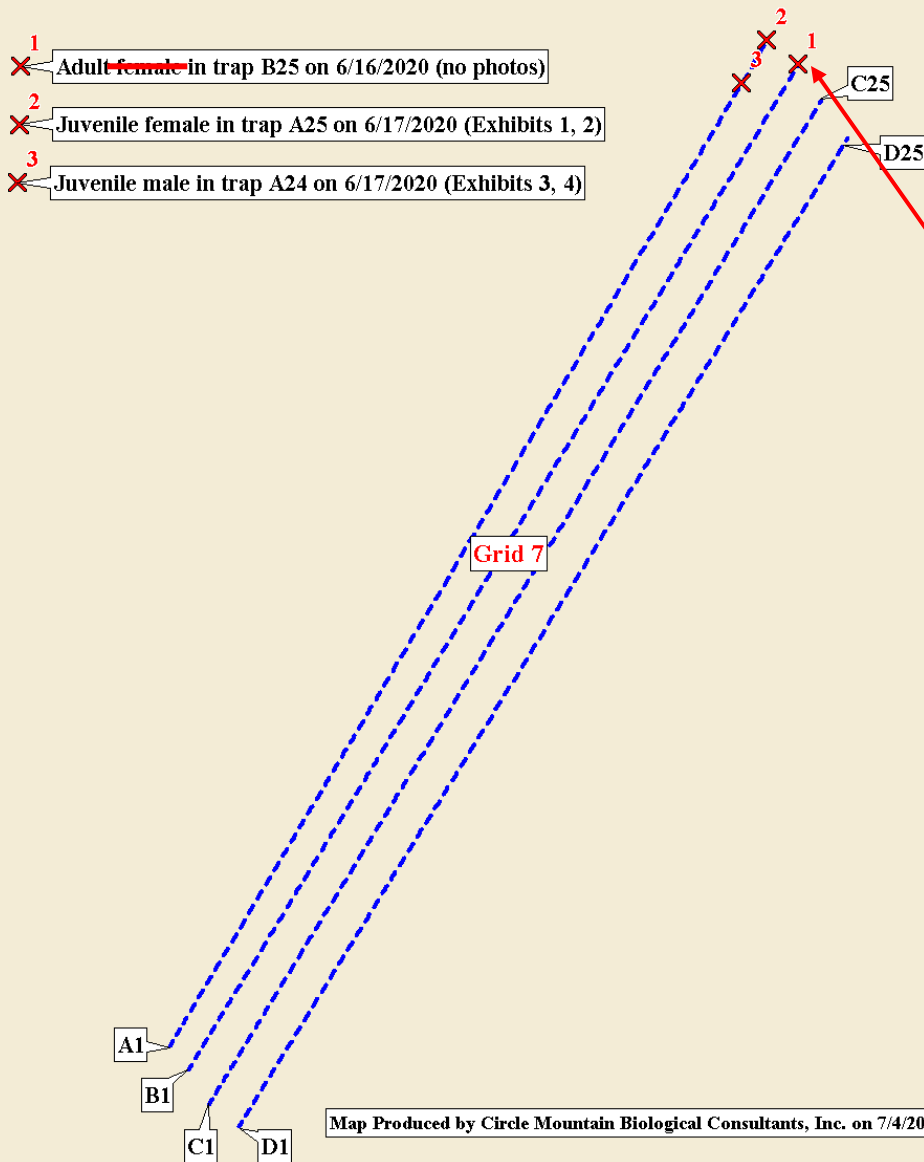 1
Adult female in trap B25 on 6/16/2020 (no photos)
2
Juvenile female in trap A25 on 6/17/2020 (Exhibits 1, 2)
3
Juvenile male in trap A24 on 6/17/2020 (Exhibits 3, 4)
2
1
3
C25
D25
Grid 7
A1
B1
C1
D1
Map Produced by Circle Mountain Biological Consultants, Inc. on 7/4/20